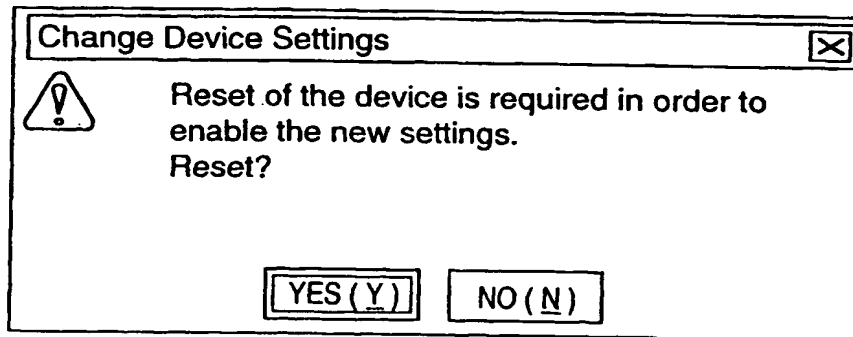 Change Device Settings
Reset of the device is required in order to
enable the new settings.
Reset?
YES (Y) NO (N)